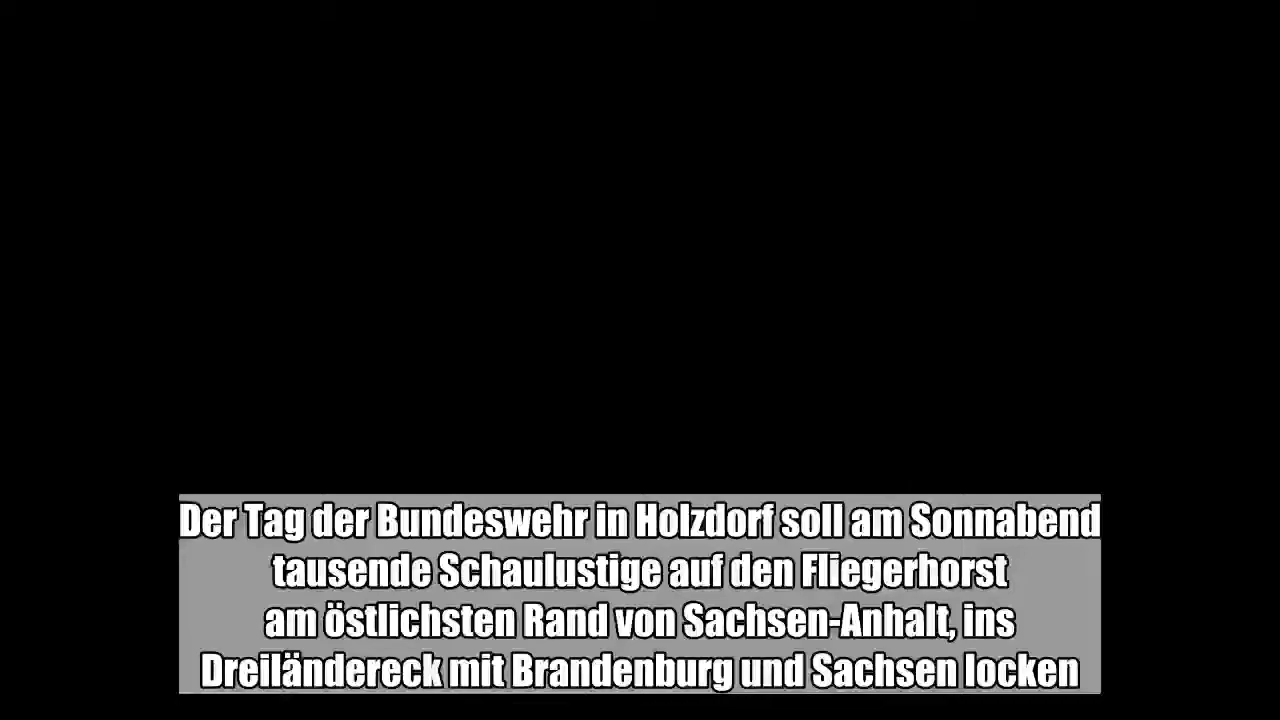 Der Tag der Bundeswehr in Holzdorf soll am Sonnabend
tausende Schaulustige auf den Fliegerhorst
am östlichsten Rand von Sachsen-Anhalt, ins
Dreiländereck mit Brandenburg und Sachsen locken